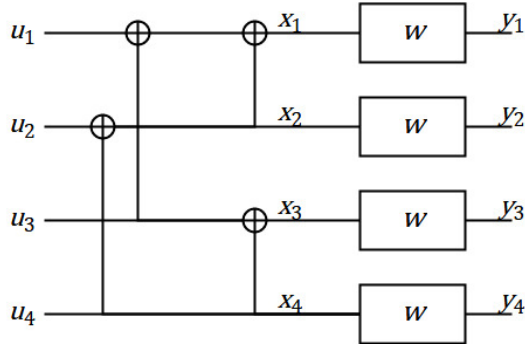 u₁ x₁ W y₁
u₂ x₂ W y₂
u₃ x₃ W y₃
u₄ x₄ W y₄